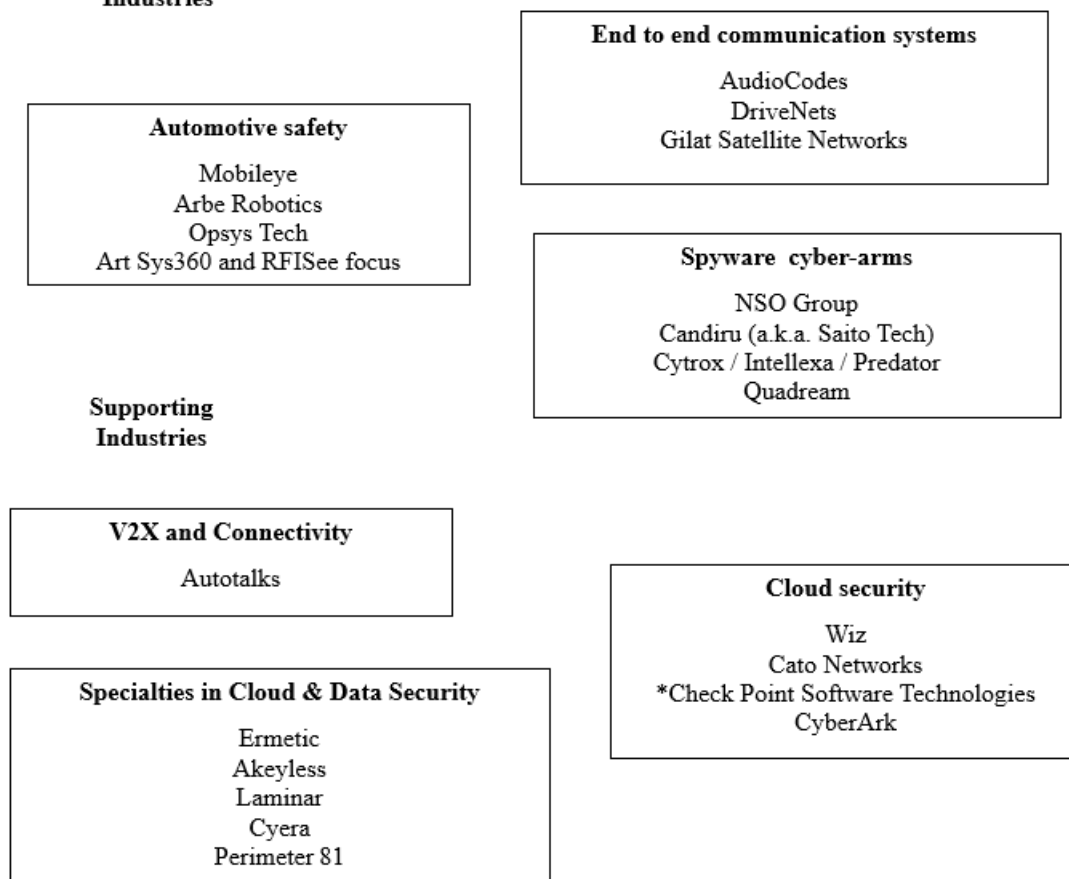 Industries
End to end communication systems
AudioCodes
DriveNets
Gilat Satellite Networks
Automotive safety
Mobileye
Arbe Robotics
Opsys Tech
Art Sys360 and RFISee focus
Spyware cyber-arms
NSO Group
Candiru (a.k.a. Saito Tech)
Cytrox / Intellexa / Predator
Quadream
Supporting
Industries
V2X and Connectivity
Autotalks
Cloud security
Wiz
Cato Networks
*Check Point Software Technologies
CyberArk
Specialties in Cloud & Data Security
Ermetic
Akeyless
Laminar
Cyera
Perimeter 81